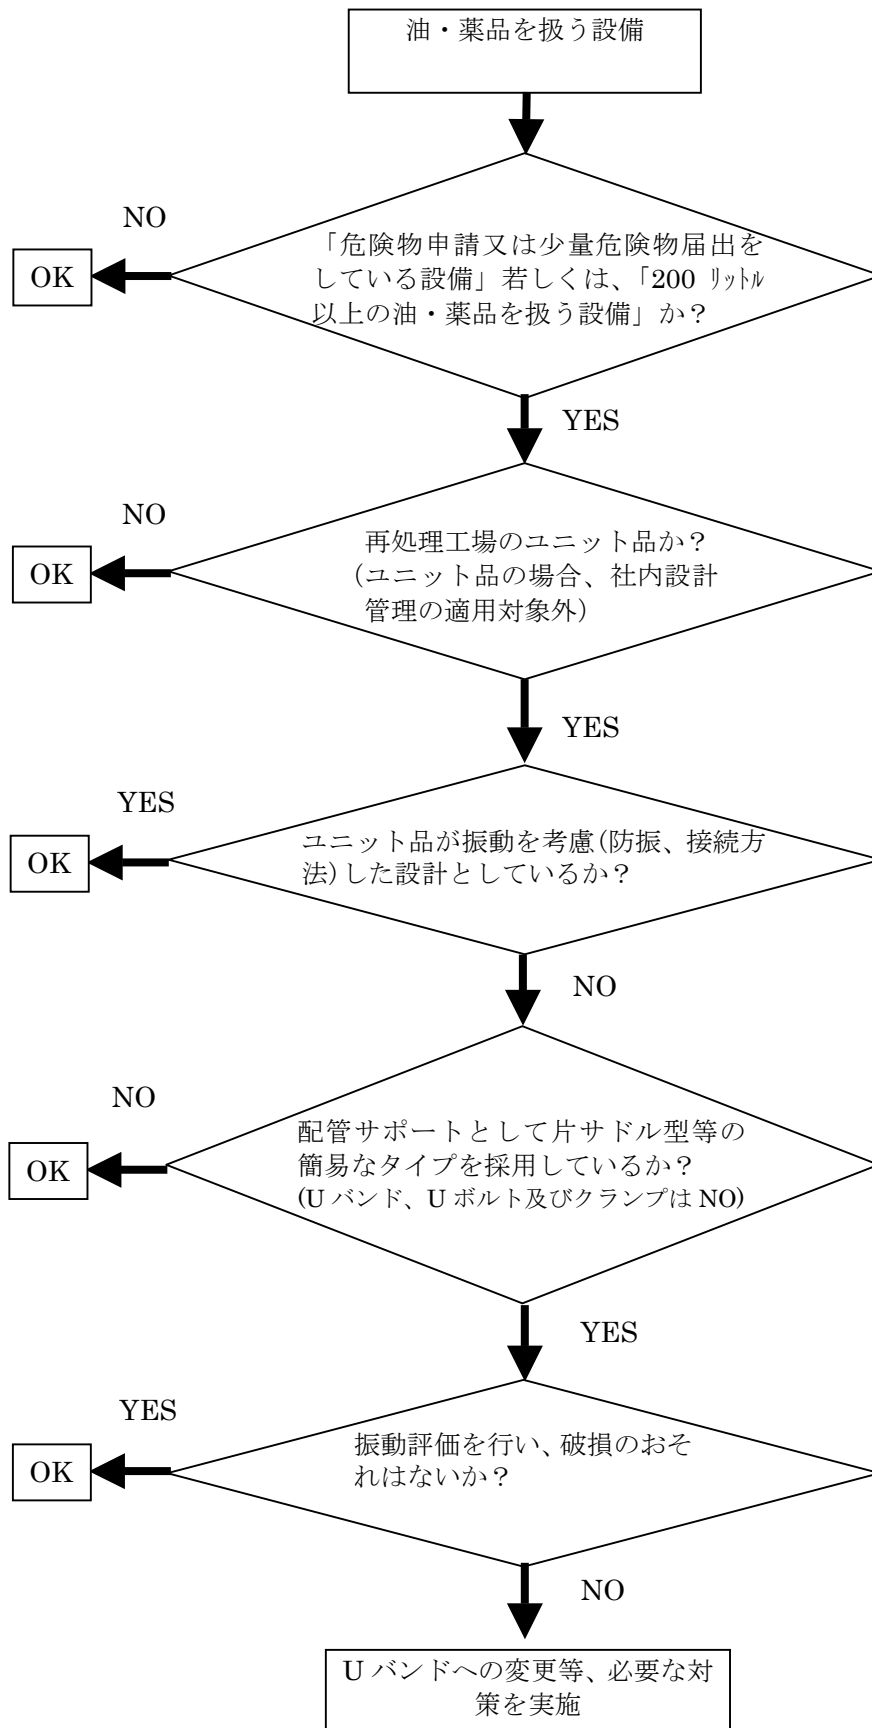 油・薬品を扱う設備
NO
「危険物申請又は少量危険物届出を
している設備」若しくは、「200 ㍑
以上の油・薬品を扱う設備」か？
OK
YES
NO
再処理工場のユニット品か？
（ユニット品の場合、社内設計
管理の適用対象外）
OK
YES
YES
ユニット品が振動を考慮(防振、接続方
法)した設計としているか？
OK
NO
NO
配管サポートとして片サドル型等の
簡易なタイプを採用しているか？
(U バンド、U ボルト及びクランプは NO)
OK
YES
YES
振動評価を行い、破損のおそ
れはないか？
OK
NO
U バンドへの変更等、必要な対
策を実施